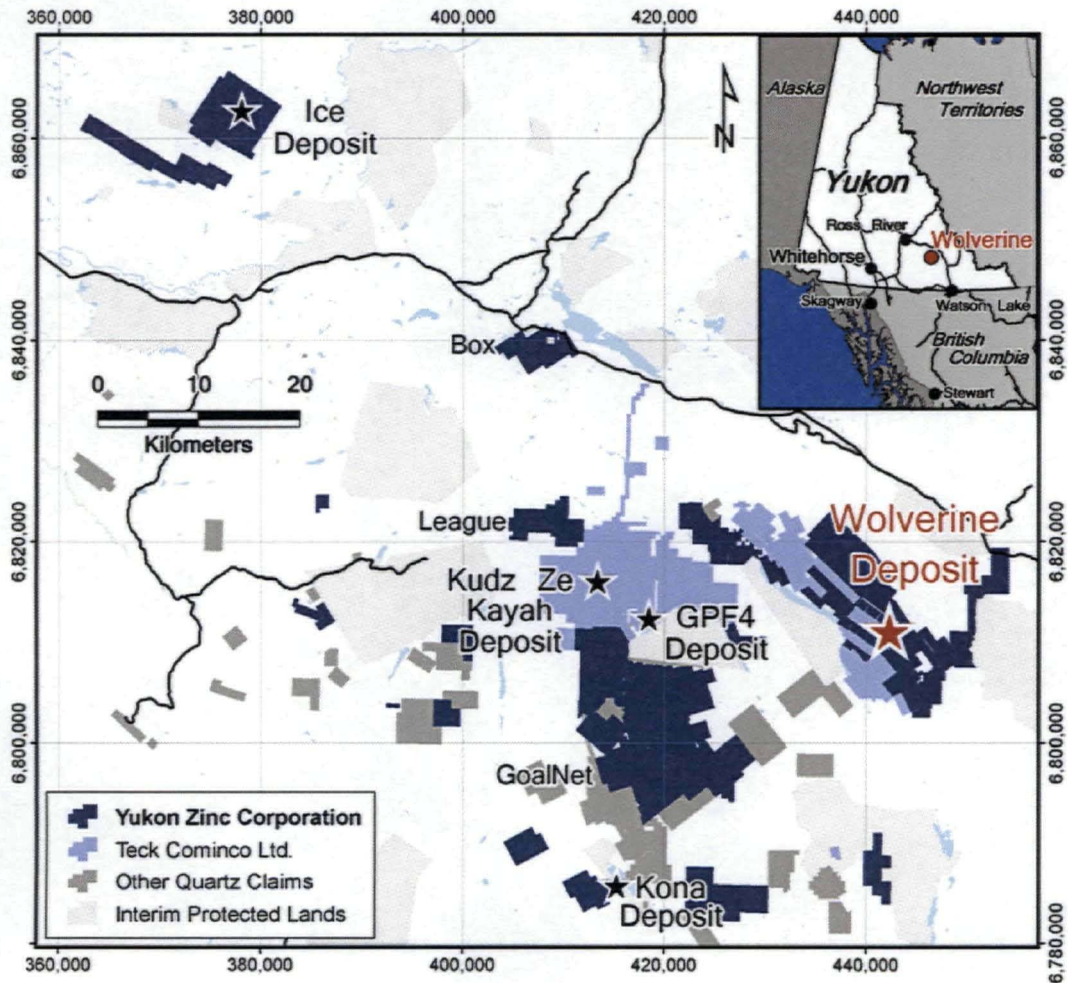 360,000
380,000
400,000
420,000
440,000
6,860,000
6,840,000
6,820,000
6,800,000
6,860,000
6,840,000
6,820,000
6,800,000
6,780,000
Ice
Deposit
N
Alaska
Northwest
Territories
Yukon
Ross River
Wolverine
Whitehorse
Skagway
Watson Lake
British
Columbia
Stewart
Box
0 10 20
Kilometers
League
Wolverine
Deposit
Kudz Ze
Kayah
Deposit
GPF4
Deposit
GoalNet
Kona
Deposit
Yukon Zinc Corporation
Teck Cominco Ltd.
Other Quartz Claims
Interim Protected Lands
360,000
380,000
400,000
420,000
440,000